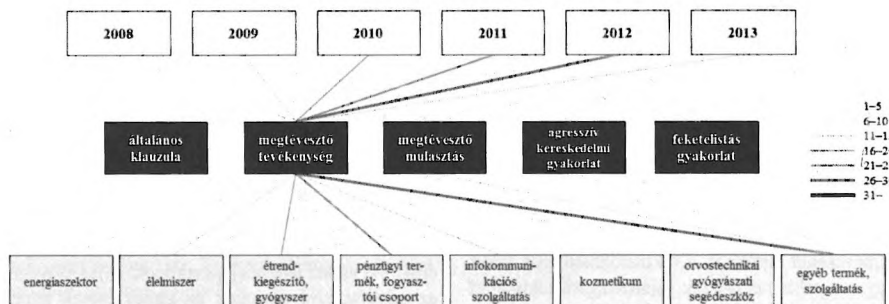 2008 2009 2010 2011 2012 2013
általános
klauzula
megtévesztő
tevékenység
megtévesztő
mulasztás
agresszív
kereskedelmi
gyakorlat
feketelistás
gyakorlat
1–5
6–10
11–1
16–2
21–2
26–3
31–
energiaszektor
élelmiszer
étrend-
kiegészítő,
gyógyszer
pénzügyi ter-
mék, fogyasz-
tói csoport
infokommuni-
kációs
szolgáltatás
kozmetikum
orvostechnikai
gyógyászati
segédeszköz
egyéb termék,
szolgáltatás